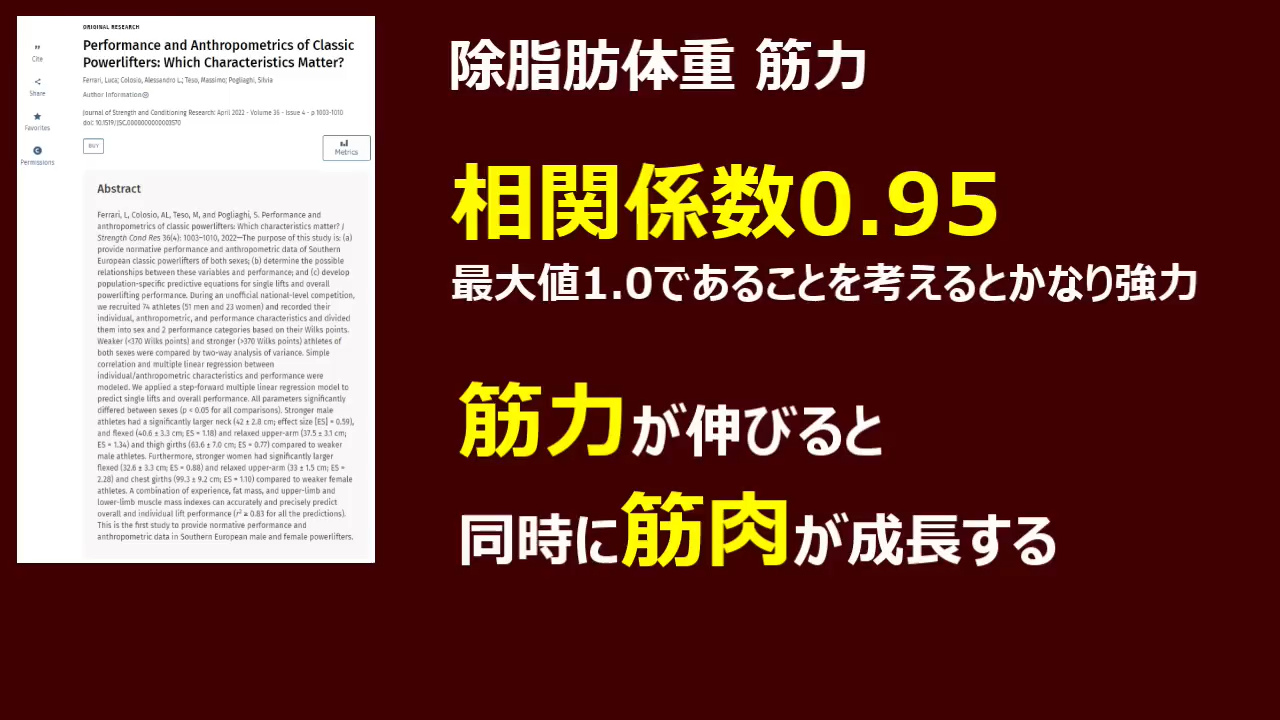 ORIGINAL RESEARCH
Performance and Anthropometrics of Classic
Powerlifters: Which Characteristics Matter?
Ferrari, Luca; Colosio, Alessandro L.; Teso, Massimo; Pogliaghi, Silvia
Author Information
Journal of Strength and Conditioning Research: April 2022 - Volume 36 - Issue 4 - p 1003-1010
doi: 10.1519/JSC.0000000000003570
BUY
Metrics
”
Cite
Share
Favorites
Permissions
Abstract
Ferrari, L, Colosio, AL, Teso, M, and Pogliaghi, S. Performance and
anthropometrics of classic powerlifters: Which characteristics matter? J
Strength Cond Res 36(4): 1003–1010, 2022—The purpose of this study is: (a)
provide normative performance and anthropometric data of Southern
European classic powerlifters of both sexes; (b) determine the possible
relationships between these variables and performance; and (c) develop
population-specific predictive equations for single lifts and overall
powerlifting performance. During an unofficial national-level competition,
we recruited 74 athletes (51 men and 23 women) and recorded their
individual, anthropometric, and performance characteristics and divided
them into sex and 2 performance categories based on their Wilks points.
Weaker (<370 Wilks points) and stronger (>370 Wilks points) athletes of
both sexes were compared by two-way analysis of variance. Simple
correlation and multiple linear regression between
individual/anthropometric characteristics and performance were
modeled. We applied a step-forward multiple linear regression model to
predict single lifts and overall performance. All parameters significantly
differed between sexes (p < 0.05 for all comparisons). Stronger male
athletes had a significantly larger neck (42 ± 2.8 cm; effect size [ES] = 0.59),
and flexed (40.6 ± 3.3 cm; ES = 1.18) and relaxed upper-arm (37.5 ± 3.1 cm;
ES = 1.34) and thigh girths (63.6 ± 7.0 cm; ES = 0.77) compared to weaker
male athletes. Furthermore, stronger women had significantly larger
flexed (32.6 ± 3.3 cm; ES = 0.88) and relaxed upper-arm (33 ± 1.5 cm; ES =
2.28) and chest girths (99.3 ± 9.2 cm; ES = 1.10) compared to weaker female
athletes. A combination of experience, fat mass, and upper-limb and
lower-limb muscle mass indexes can accurately and precisely predict
overall and individual lift performance (r² ≥ 0.83 for all the predictions).
This is the first study to provide normative performance and
anthropometric data in Southern European male and female powerlifters.
除脂肪体重 筋力
相関係数0.95
最大値1.0であることを考えるとかなり強力
筋力が伸びると
同時に筋肉が成長する